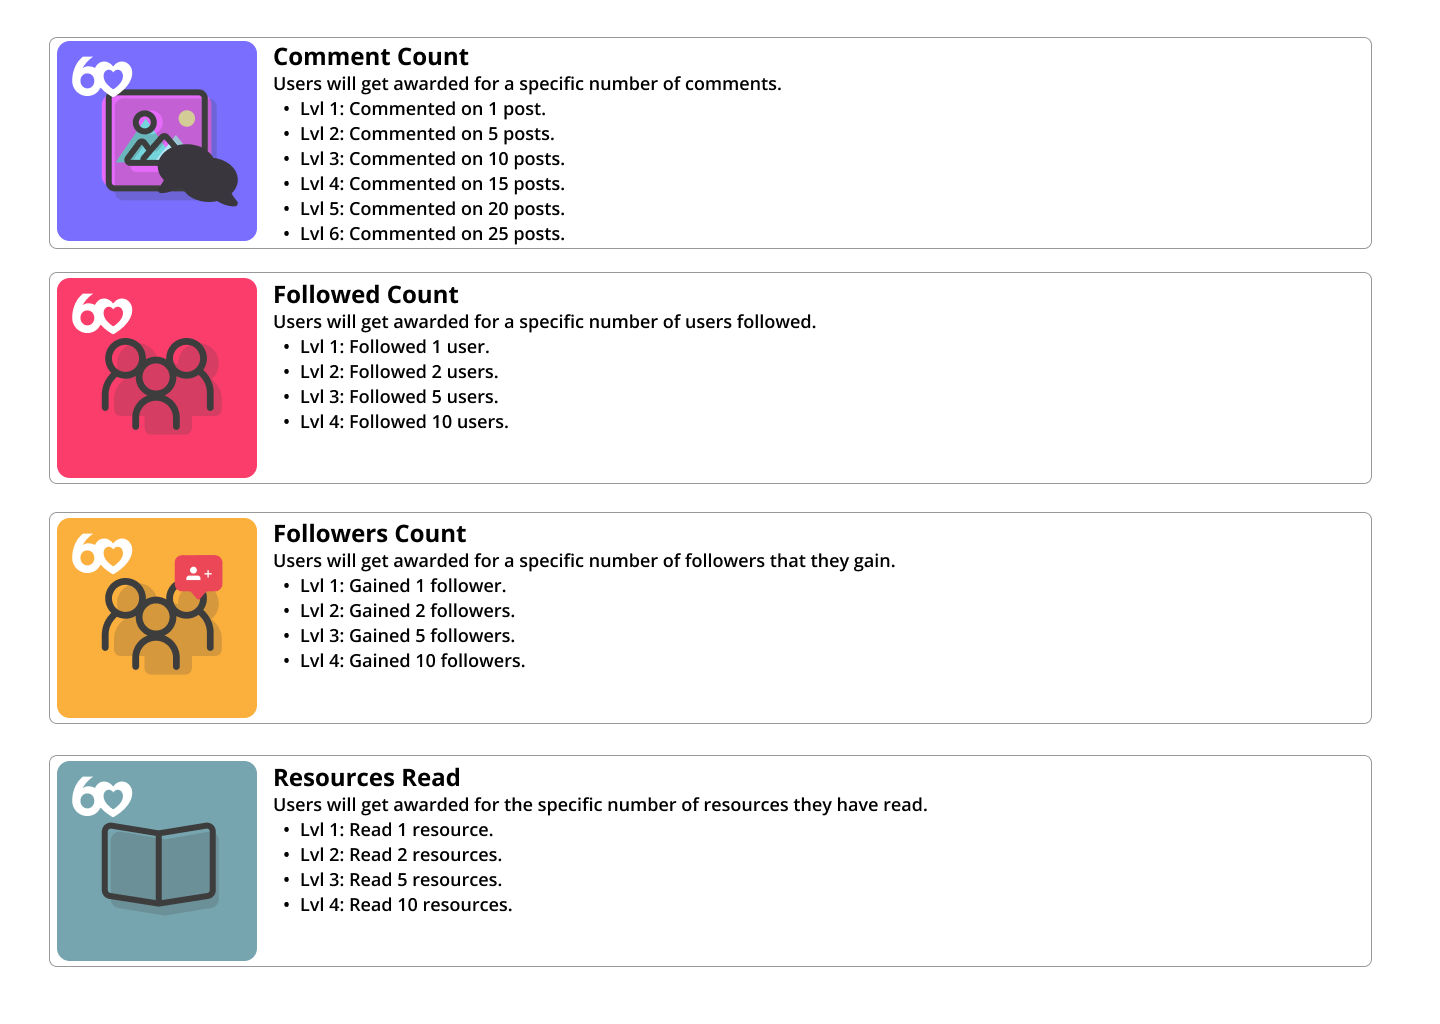 60
Comment Count
Users will get awarded for a specific number of comments.
• Lvl 1: Commented on 1 post.
• Lvl 2: Commented on 5 posts.
• Lvl 3: Commented on 10 posts.
• Lvl 4: Commented on 15 posts.
• Lvl 5: Commented on 20 posts.
• Lvl 6: Commented on 25 posts.
60
Followed Count
Users will get awarded for a specific number of users followed.
• Lvl 1: Followed 1 user.
• Lvl 2: Followed 2 users.
• Lvl 3: Followed 5 users.
• Lvl 4: Followed 10 users.
60
Followers Count
Users will get awarded for a specific number of followers that they gain.
• Lvl 1: Gained 1 follower.
• Lvl 2: Gained 2 followers.
• Lvl 3: Gained 5 followers.
• Lvl 4: Gained 10 followers.
60
Resources Read
Users will get awarded for the specific number of resources they have read.
• Lvl 1: Read 1 resource.
• Lvl 2: Read 2 resources.
• Lvl 3: Read 5 resources.
• Lvl 4: Read 10 resources.